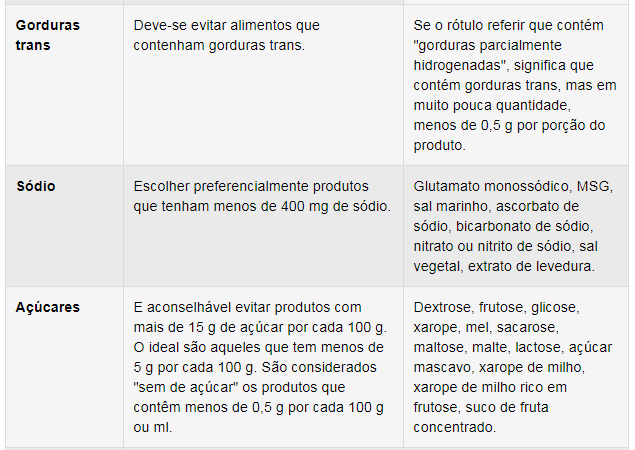 Gorduras
trans
Deve-se evitar alimentos que
contenham gorduras trans.
Se o rótulo referir que contém
"gorduras parcialmente
hidrogenadas", significa que
contém gorduras trans, mas em
muito pouca quantidade,
menos de 0,5 g por porção do
produto.
Sódio
Escolher preferencialmente produtos
que tenham menos de 400 mg de sódio.
Glutamato monossódico, MSG,
sal marinho, ascorbato de
sódio, bicarbonato de sódio,
nitrato ou nitrito de sódio, sal
vegetal, extrato de levedura.
Açúcares
E aconselhável evitar produtos com
mais de 15 g de açúcar por cada 100 g.
O ideal são aqueles que tem menos de
5 g por cada 100 g. São considerados
"sem de açúcar" os produtos que
contêm menos de 0,5 g por cada 100 g
ou ml.
Dextrose, frutose, glicose,
xarope, mel, sacarose,
maltose, malte, lactose, açúcar
mascavo, xarope de milho,
xarope de milho rico em
frutose, suco de fruta
concentrado.